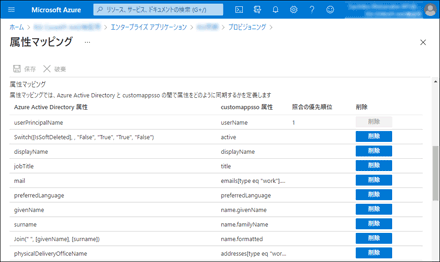 Microsoft Azure
リソース、サービス、ドキュメントの検索 (G+/)
ホーム > エンタープライズ アプリケーション > プロビジョニング >
属性マッピング ...
保存 破棄
属性マッピング
属性マッピングでは、Azure Active Directory と customappsso の間で属性をどのように同期するかを定義します
Azure Active Directory 属性 customappsso 属性 照合の優先順位 削除
userPrincipalName userName 1 削除
Switch([IsSoftDeleted], , "False", "True", "True", "False") active 削除
displayName displayName 削除
jobTitle title 削除
mail emails[type eq "work"].... 削除
preferredLanguage preferredLanguage 削除
givenName name.givenName 削除
surname name.familyName 削除
Join(" ", [givenName], [surname]) name.formatted 削除
physicalDeliveryOfficeName addresses[type eq "wor... 削除